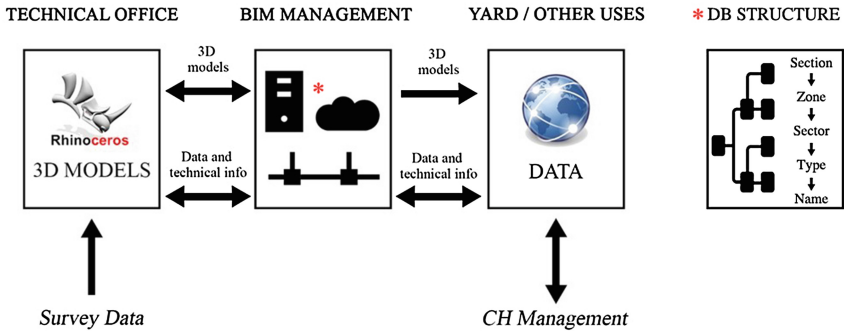 TECHNICAL OFFICE
BIM MANAGEMENT
YARD / OTHER USES
* DB STRUCTURE
Rhinoceros
3D MODELS
3D
models
Data and
technical info
*
3D
models
Data and
technical info
DATA
Section
Zone
Sector
Type
Name
Survey Data
CH Management